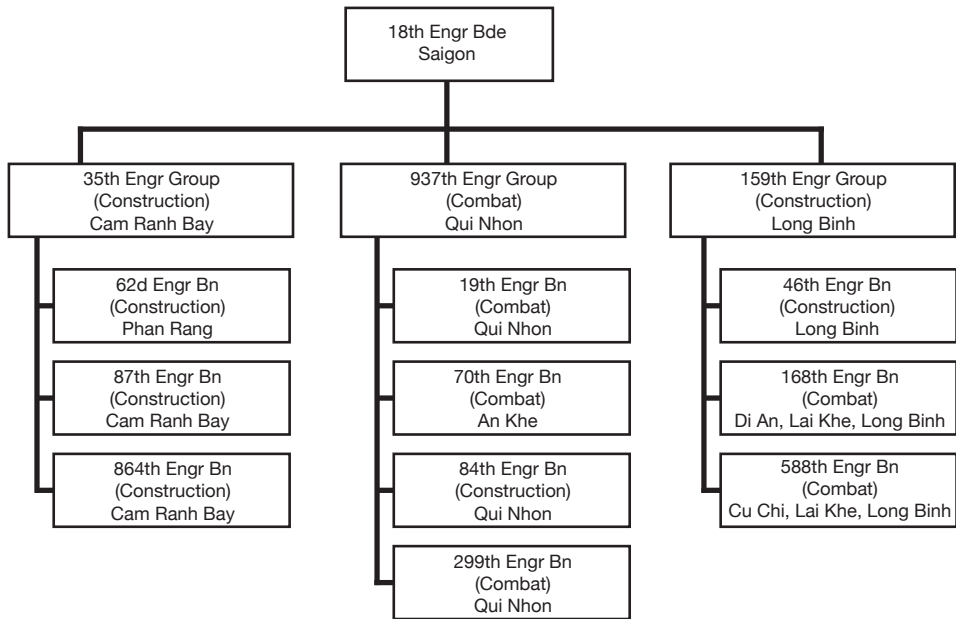 18th Engr Bde
Saigon
35th Engr Group
(Construction)
Cam Ranh Bay
937th Engr Group
(Combat)
Qui Nhon
159th Engr Group
(Construction)
Long Binh
62d Engr Bn
(Construction)
Phan Rang
87th Engr Bn
(Construction)
Cam Ranh Bay
864th Engr Bn
(Construction)
Cam Ranh Bay
19th Engr Bn
(Combat)
Qui Nhon
70th Engr Bn
(Combat)
An Khe
84th Engr Bn
(Construction)
Qui Nhon
299th Engr Bn
(Combat)
Qui Nhon
46th Engr Bn
(Construction)
Long Binh
168th Engr Bn
(Combat)
Di An, Lai Khe, Long Binh
588th Engr Bn
(Combat)
Cu Chi, Lai Khe, Long Binh